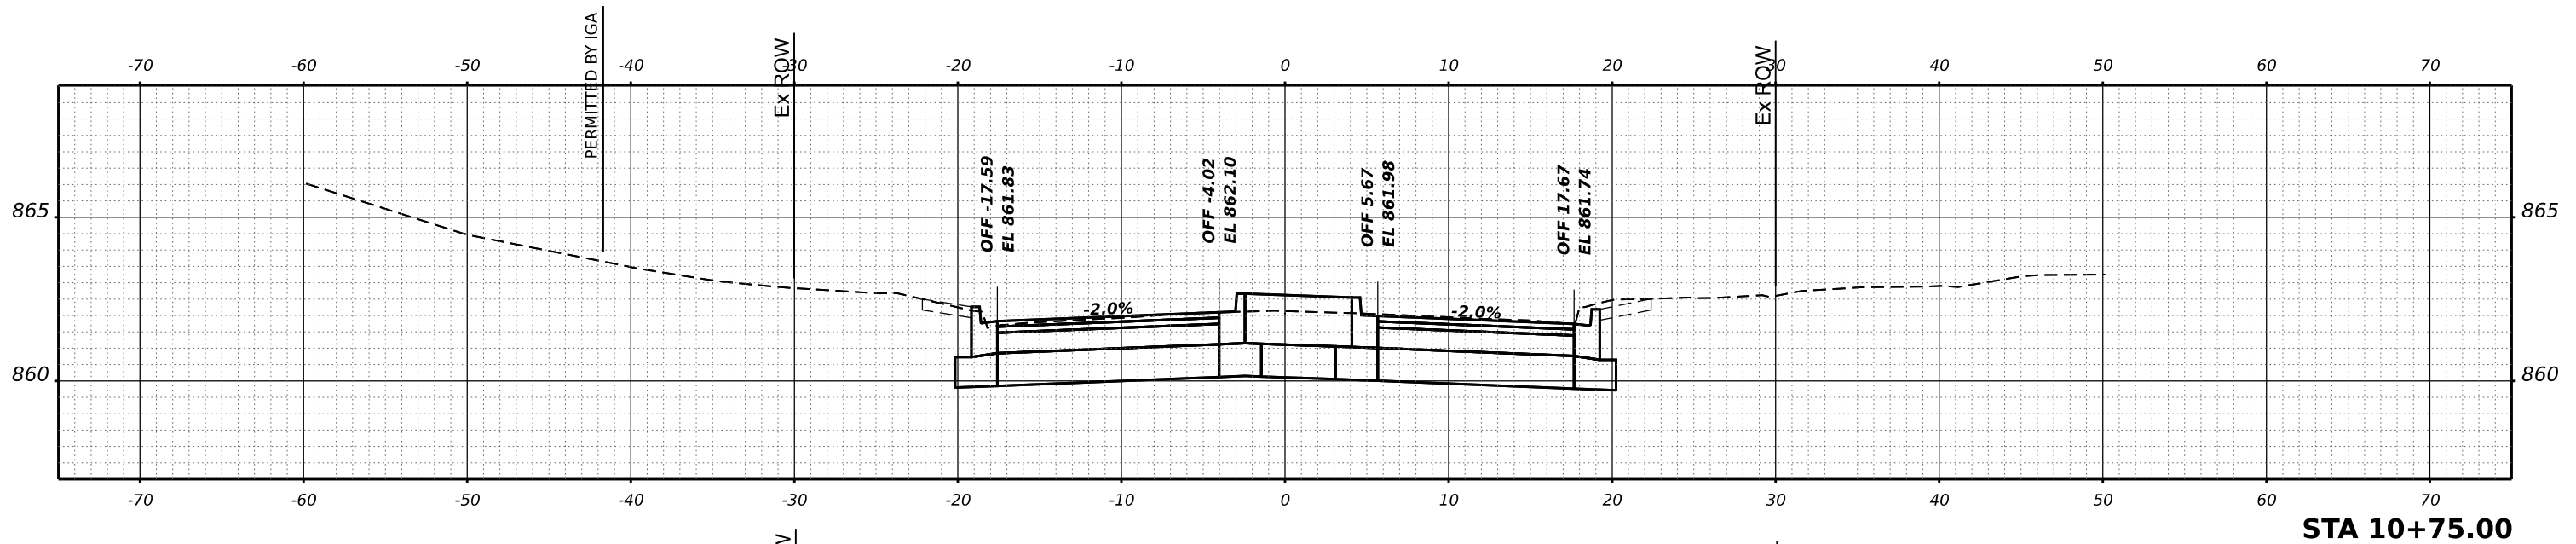 PERMITTED BY IGA
Ex ROW
Ex ROW
-70 -60 -50 -40 -30 -20 -10 0 10 20 30 40 50 60 70
OFF -17.59
EL 861.83
OFF -4.02
EL 862.10
OFF 5.67
EL 861.98
OFF 17.67
EL 861.74
865 865
-2.0% -2.0%
860 860
-70 -60 -50 -40 -30 -20 -10 0 10 20 30 40 50 60 70
STA 10+75.00